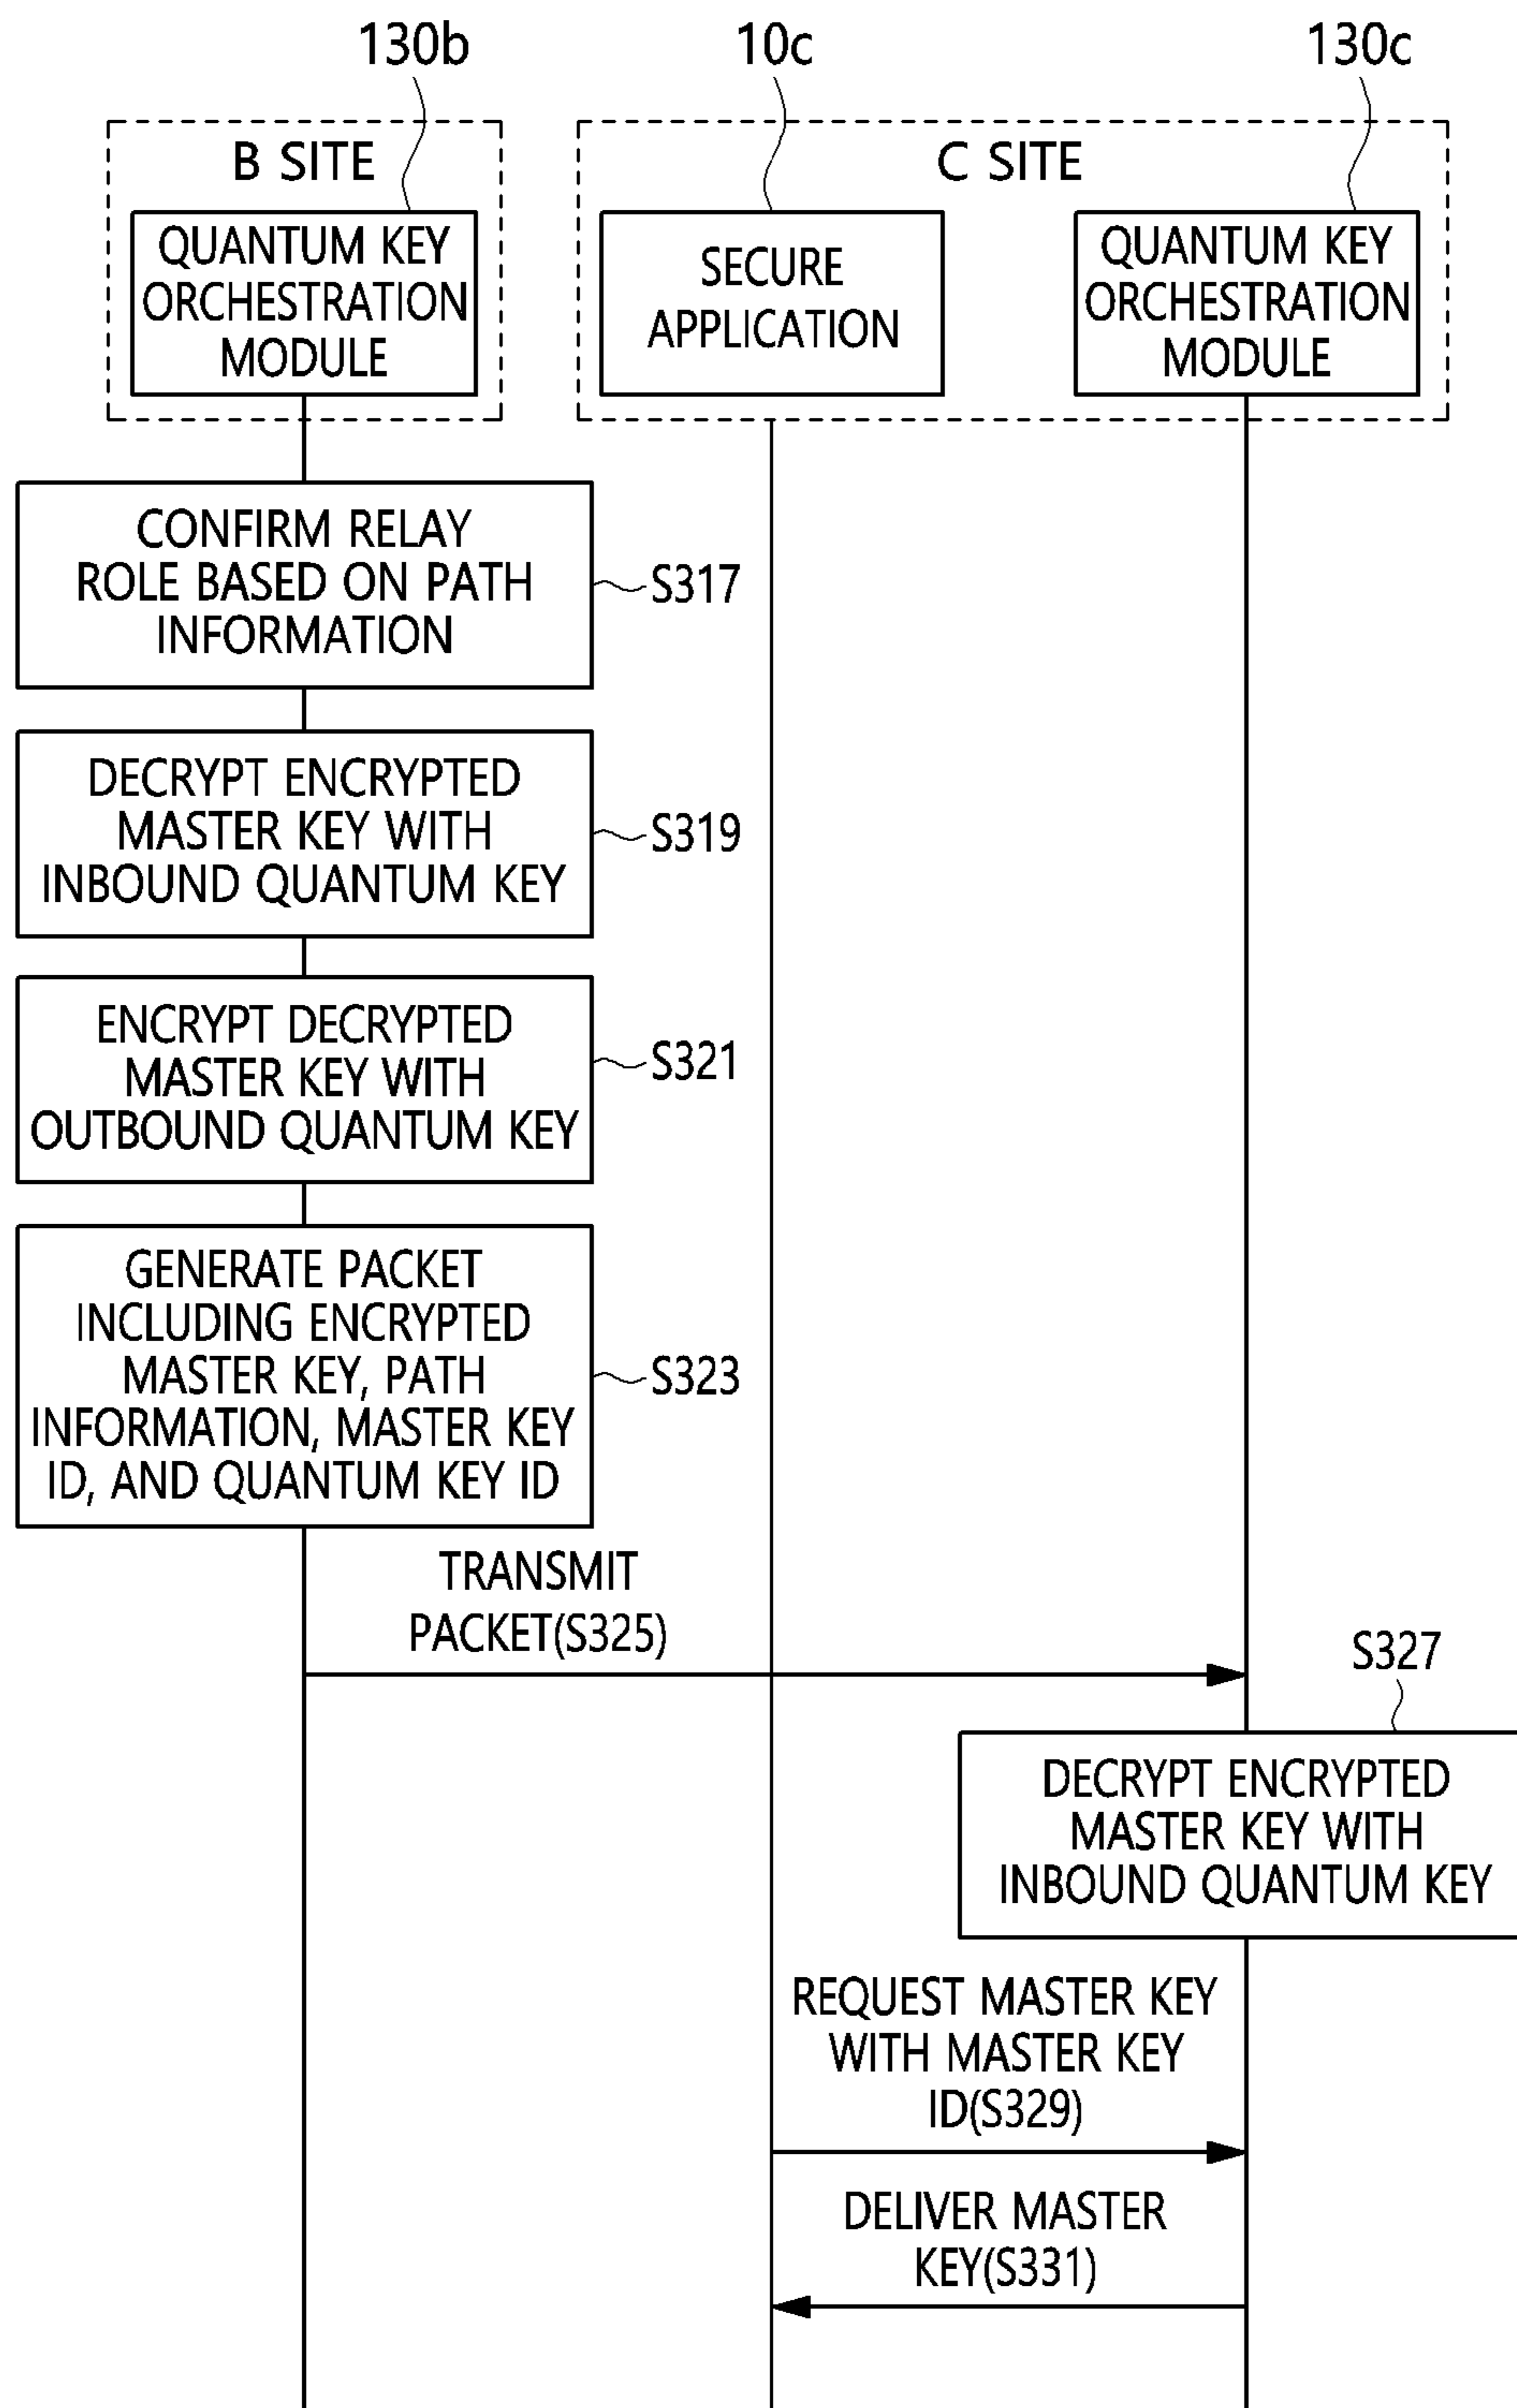 130b
10c
130c
B SITE
C SITE
QUANTUM KEY
ORCHESTRATION
MODULE
SECURE
APPLICATION
QUANTUM KEY
ORCHESTRATION
MODULE
CONFIRM RELAY
ROLE BASED ON PATH
INFORMATION
S317
DECRYPT ENCRYPTED
MASTER KEY WITH
INBOUND QUANTUM KEY
S319
ENCRYPT DECRYPTED
MASTER KEY WITH
OUTBOUND QUANTUM KEY
S321
GENERATE PACKET
INCLUDING ENCRYPTED
MASTER KEY, PATH
INFORMATION, MASTER KEY
ID, AND QUANTUM KEY ID
S323
TRANSMIT
PACKET(S325)
S327
DECRYPT ENCRYPTED
MASTER KEY WITH
INBOUND QUANTUM KEY
REQUEST MASTER KEY
WITH MASTER KEY
ID(S329)
DELIVER MASTER
KEY(S331)